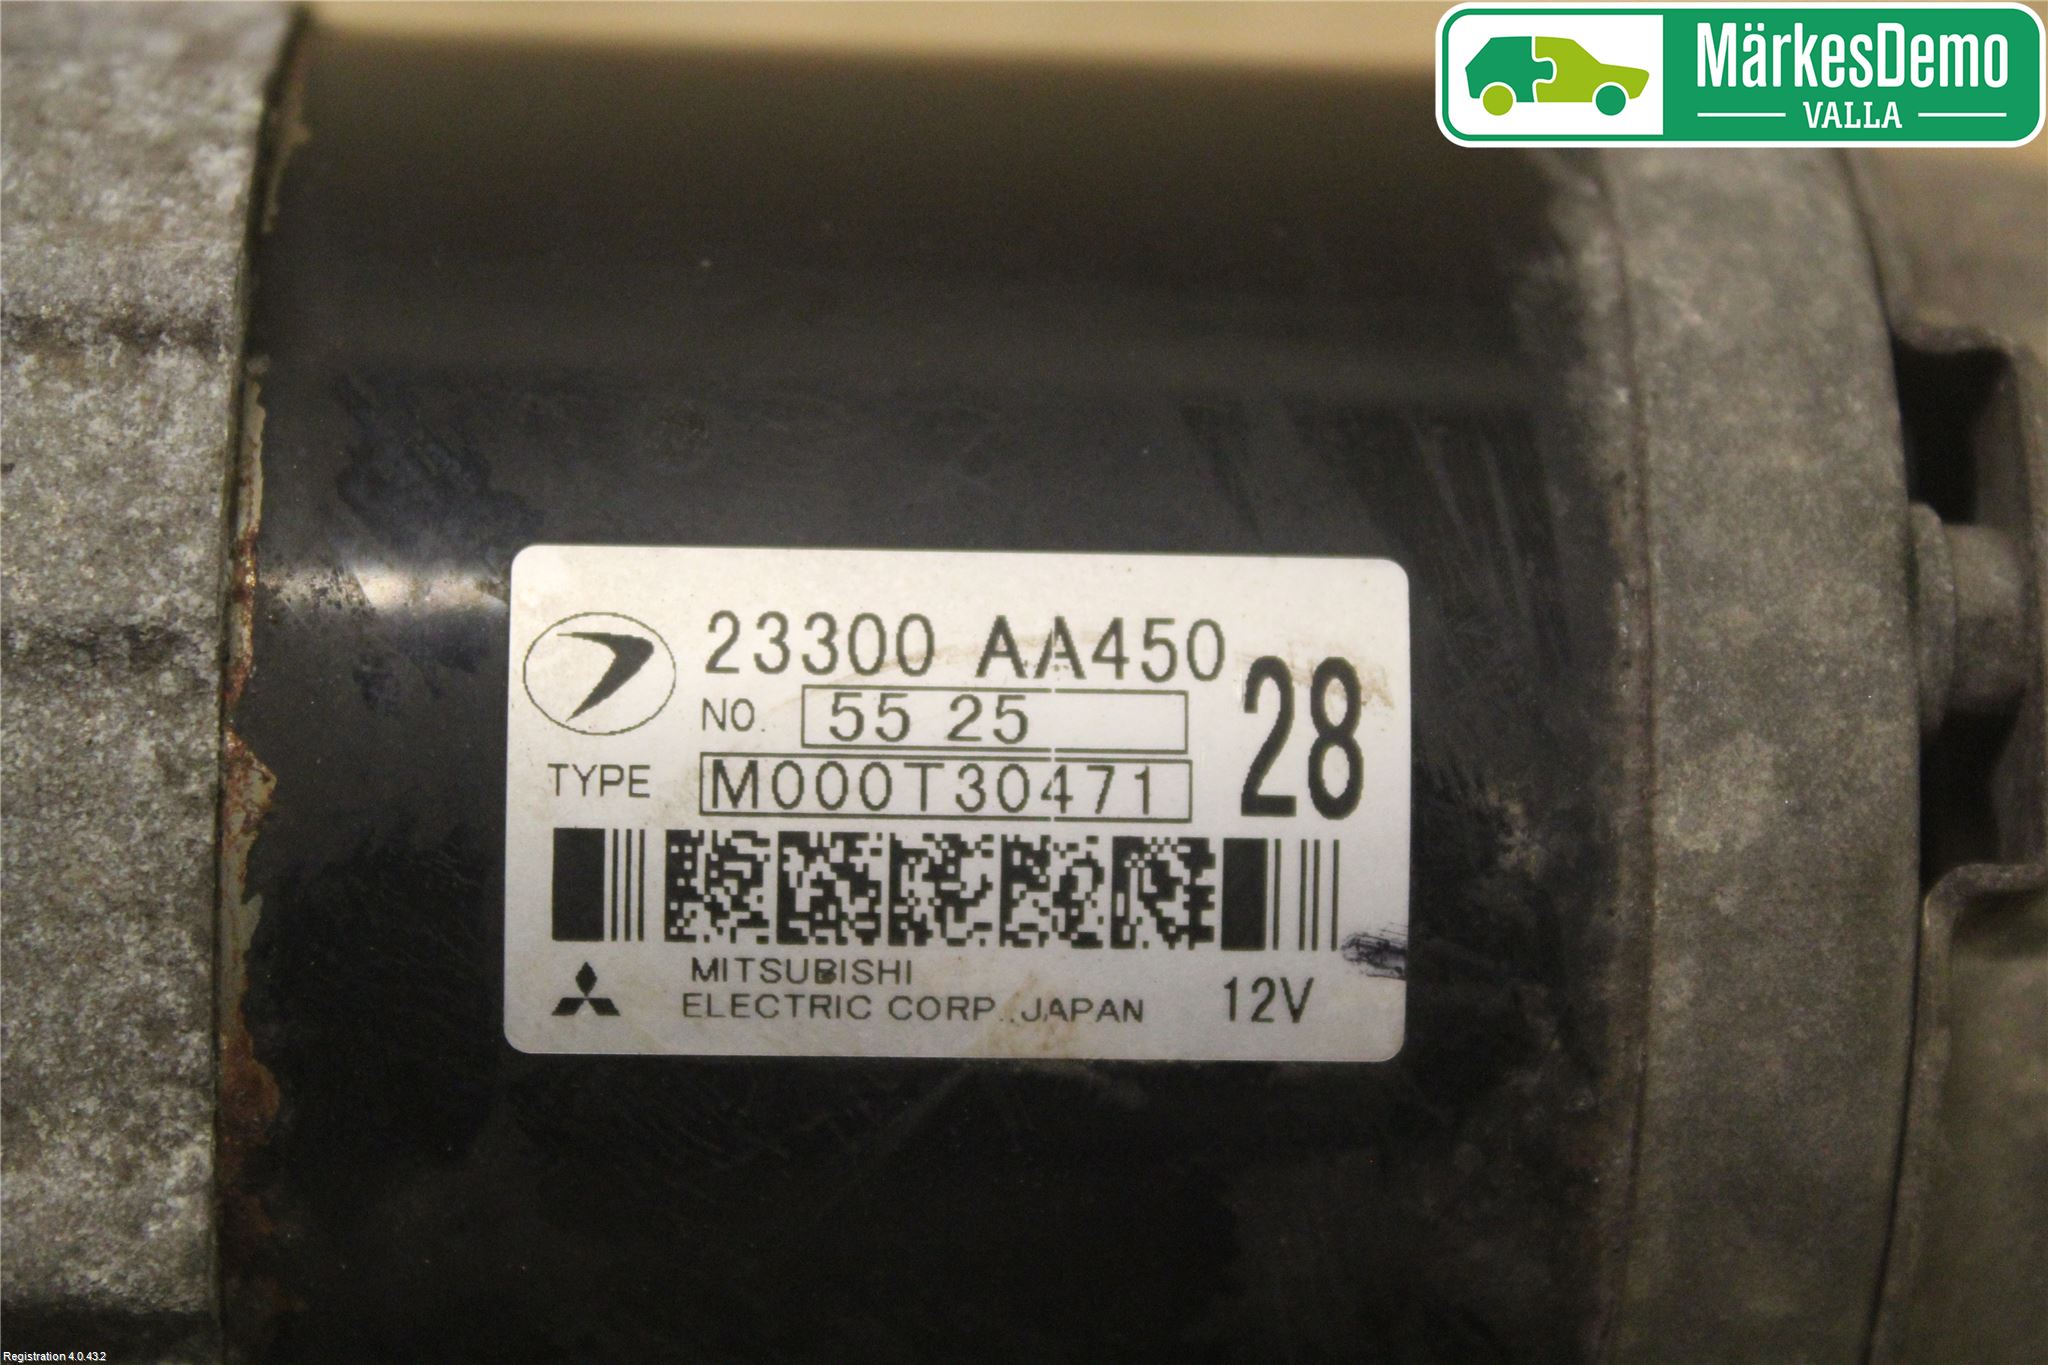 MärkesDemo
VALLA
23300 AA450
NO. 55 25
28
TYPE M000T30471
MITSUBISHI
ELECTRIC CORP. JAPAN 12V
Registration 4.0.43.2